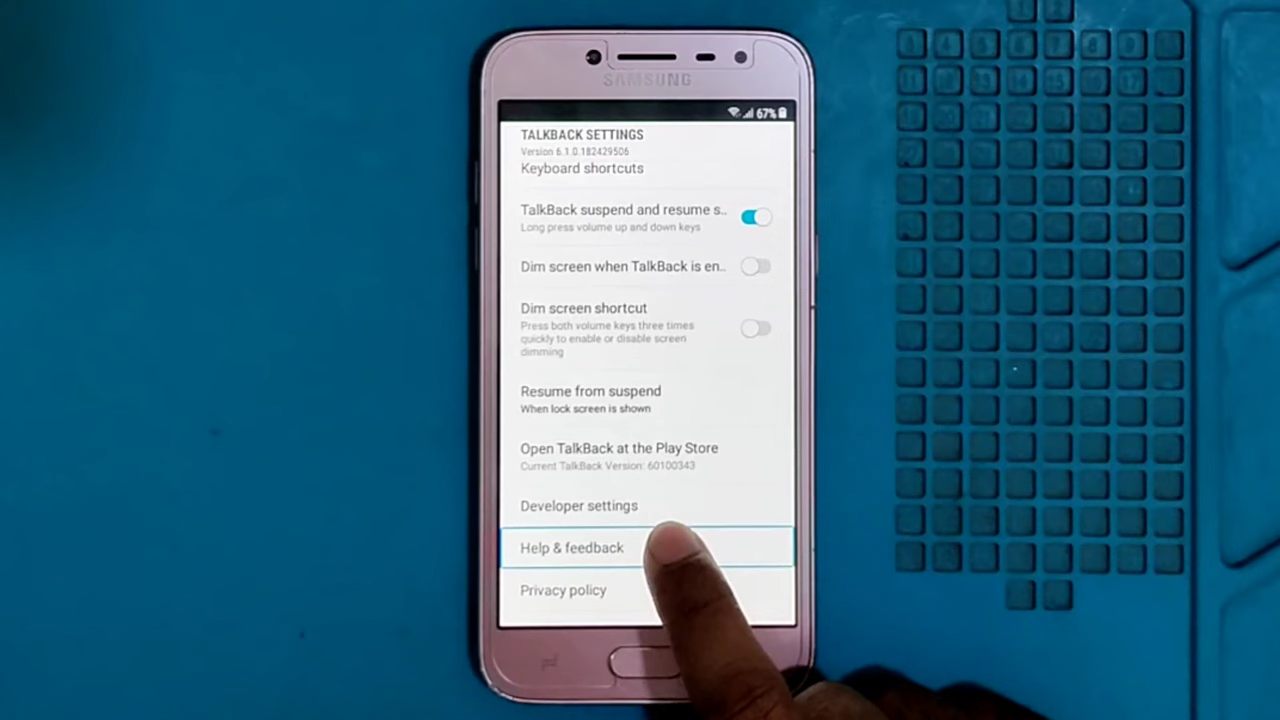 SAMSUNG
67%
TALKBACK SETTINGS
Version 6.1.0.182429506
Keyboard shortcuts
TalkBack suspend and resume s..
Long press volume up and down keys
Dim screen when TalkBack is en..
Dim screen shortcut
Press both volume keys three times
quickly to enable or disable screen
dimming
Resume from suspend
When lock screen is shown
Open TalkBack at the Play Store
Current TalkBack Version: 60100343
Developer settings
Help & feedback
Privacy policy